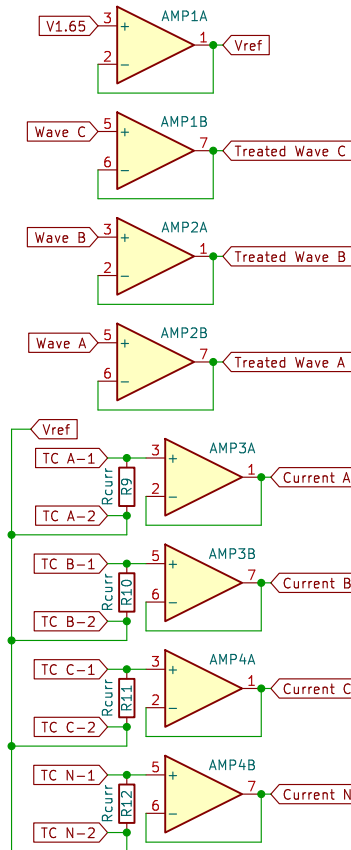 AMP1A
V1.65 3 + 1 Vref
2 −
AMP1B
Wave C 5 + 7 Treated Wave C
6 −
AMP2A
Wave B 3 + 1 Treated Wave B
2 −
AMP2B
Wave A 5 + 7 Treated Wave A
6 −
Vref
AMP3A
TC A-1 3 + 1 Current A
Rcurr R9 2 −
TC A-2
AMP3B
TC B-1 5 + 7 Current B
Rcurr R10 6 −
TC B-2
AMP4A
TC C-1 3 + 1 Current C
Rcurr R11 2 −
TC C-2
AMP4B
TC N-1 5 + 7 Current N
Rcurr R12 6 −
TC N-2